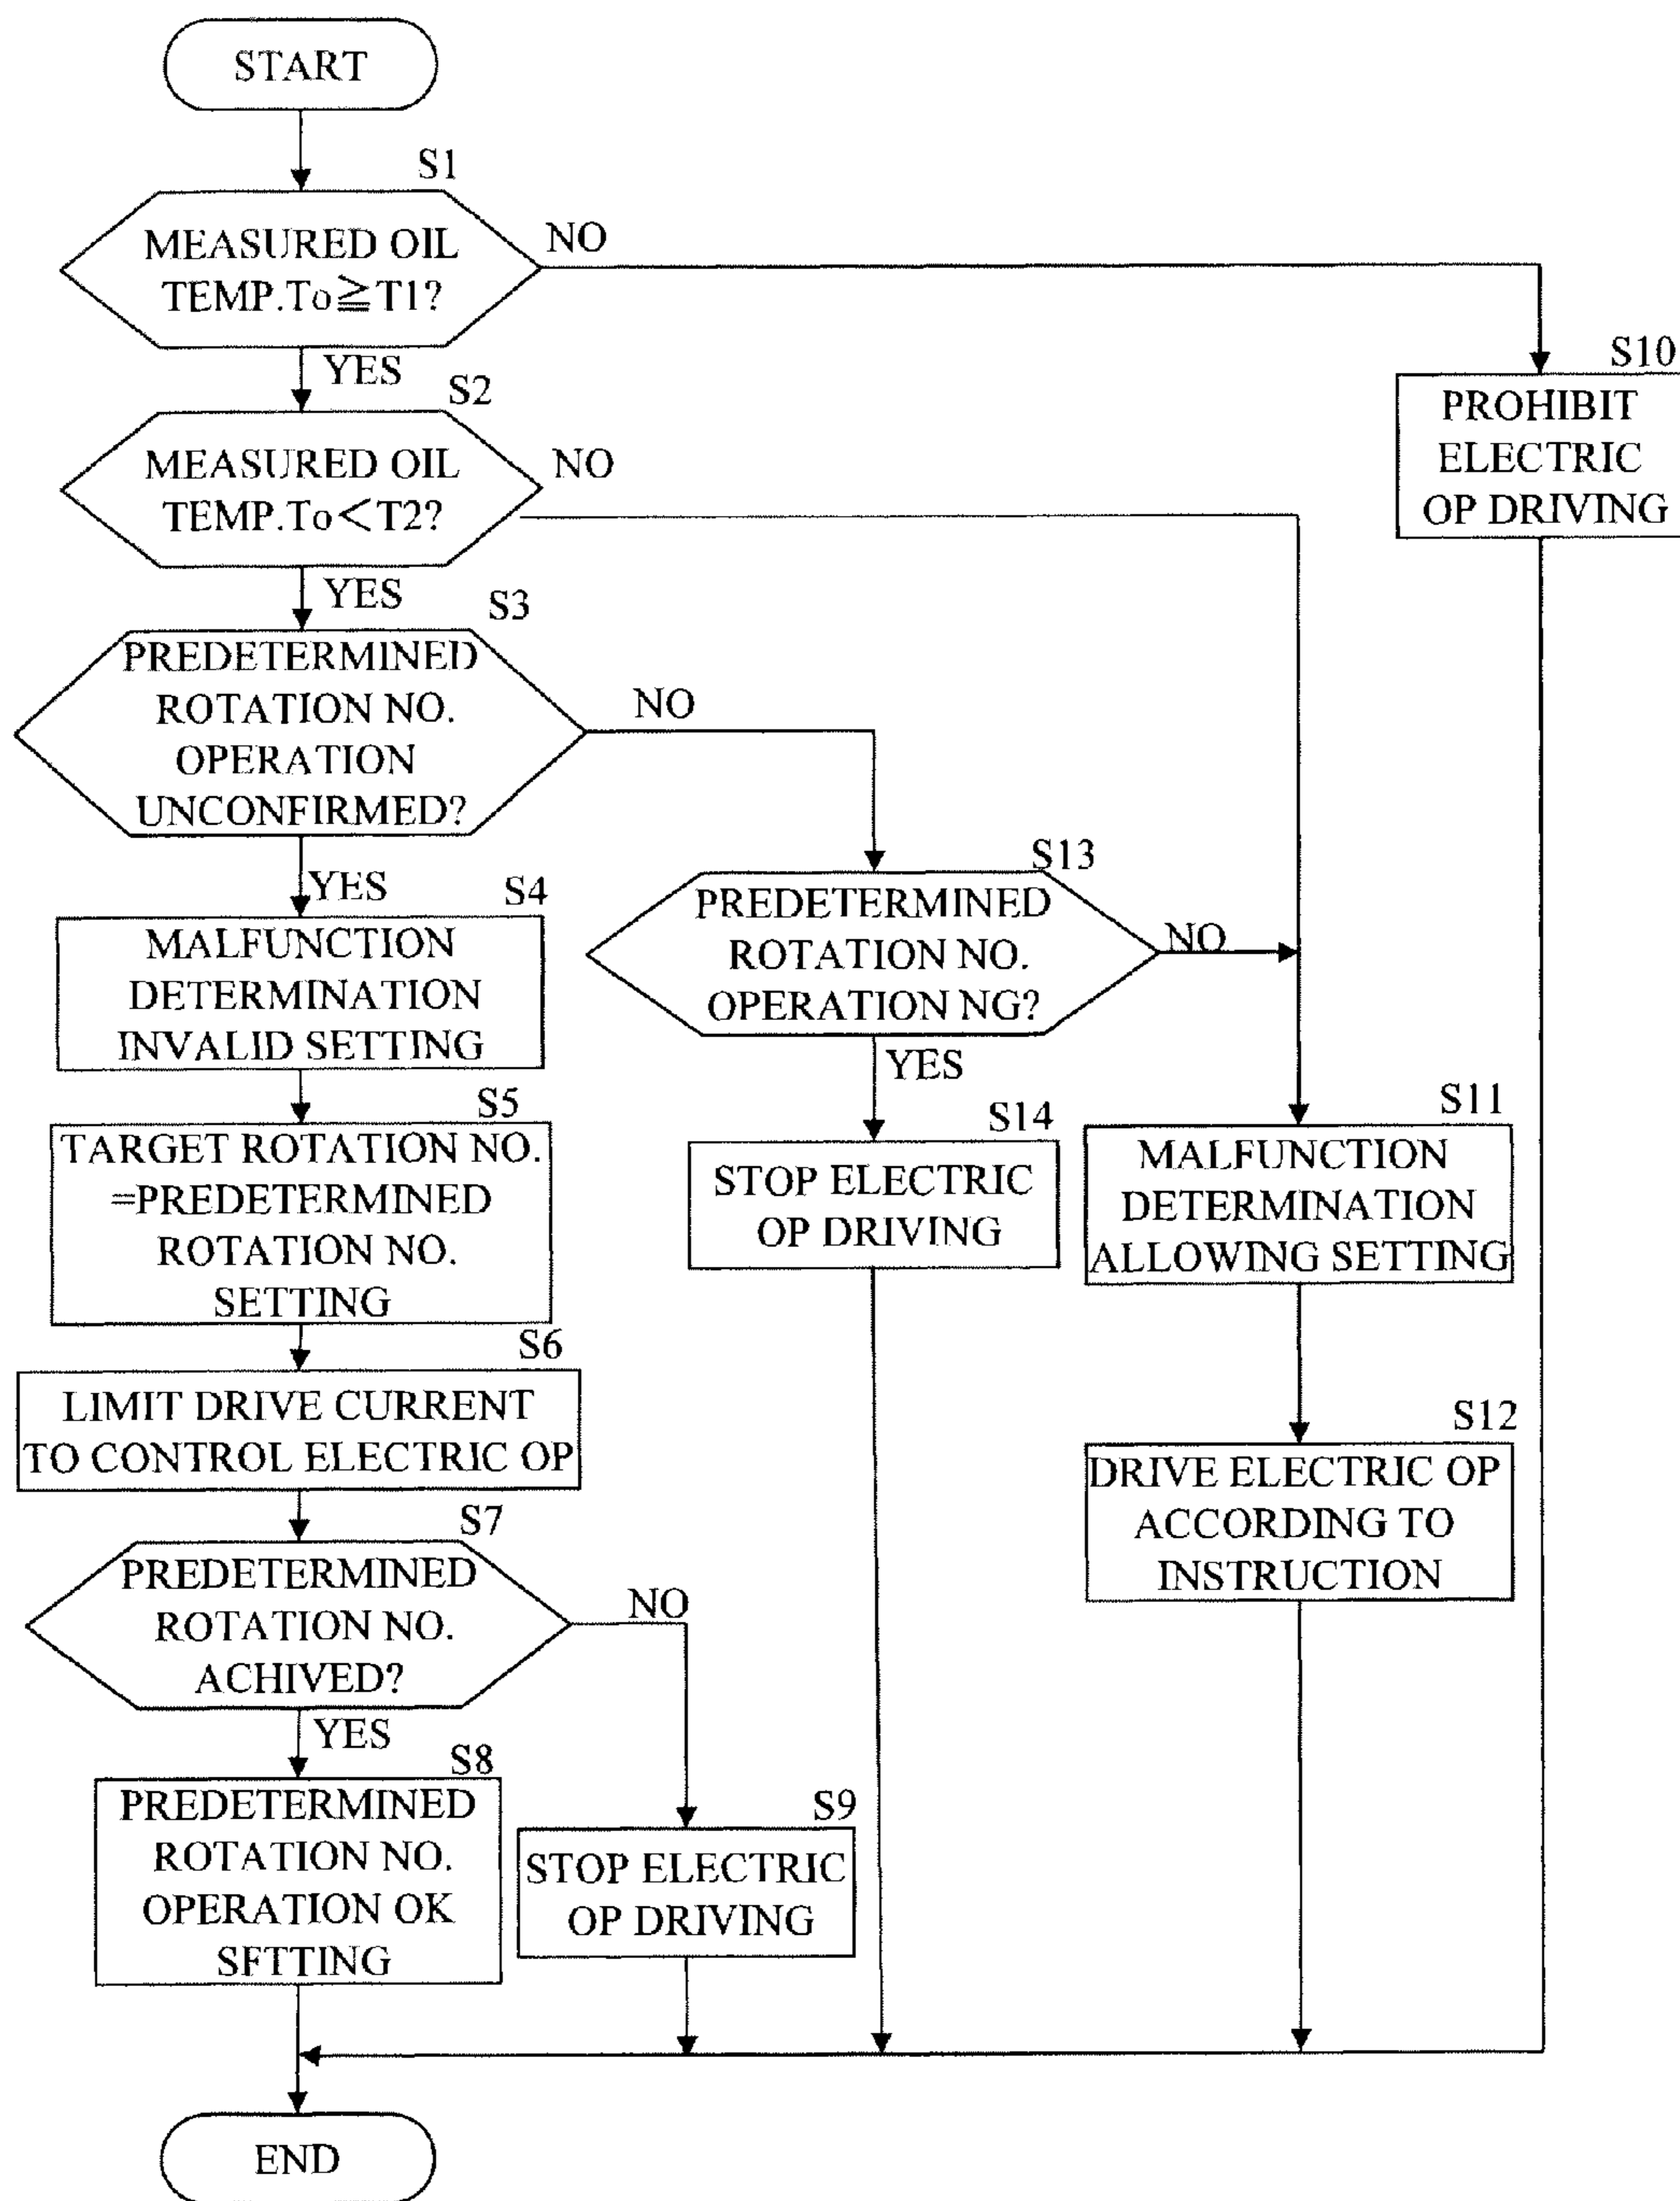 START
S1
MEASURED OIL
TEMP.To≧T1?
NO
YES
S10
PROHIBIT
ELECTRIC
OP DRIVING
S2
MEASURED OIL
TEMP.To<T2?
NO
YES
S3
PREDETERMINED
ROTATION NO.
OPERATION
UNCONFIRMED?
NO
YES
S13
PREDETERMINED
ROTATION NO.
OPERATION NG?
NO
YES
S4
MALFUNCTION
DETERMINATION
INVALID SETTING
S14
STOP ELECTRIC
OP DRIVING
S11
MALFUNCTION
DETERMINATION
ALLOWING SETTING
S5
TARGET ROTATION NO.
=PREDETERMINED
ROTATION NO.
SETTING
S6
LIMIT DRIVE CURRENT
TO CONTROL ELECTRIC OP
S12
DRIVE ELECTRIC OP
ACCORDING TO
INSTRUCTION
S7
PREDETERMINED
ROTATION NO.
ACHIVED?
NO
YES
S8
PREDETERMINED
ROTATION NO.
OPERATION OK
SETTING
S9
STOP ELECTRIC
OP DRIVING
END